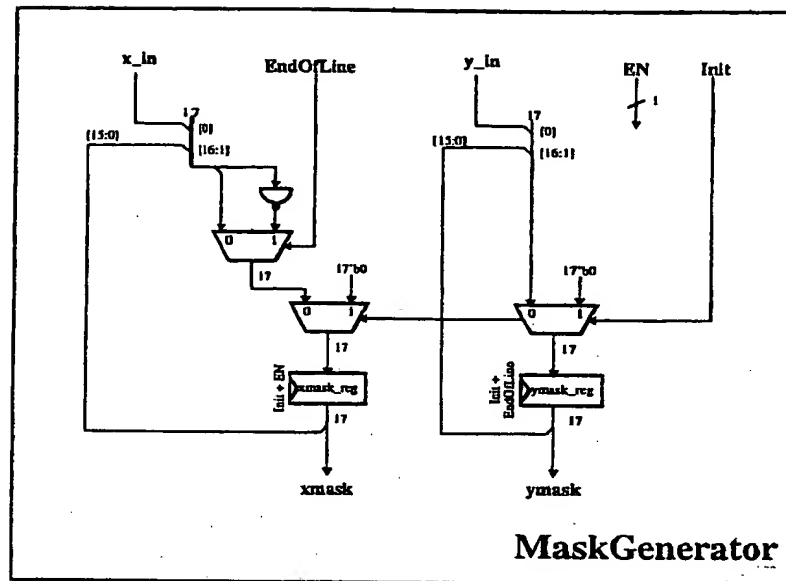 x_in
EndOfLine
y_in
EN
Init
1
17
[0]
[15:0]
[16:1]
17
[0]
[15:0]
[16:1]
0 1
17
17'b0
17'b0
0 1
0 1
17
17
Init + EN
xmask_reg
Init +
EndOfLine
ymask_reg
17
17
xmask
ymask
MaskGenerator